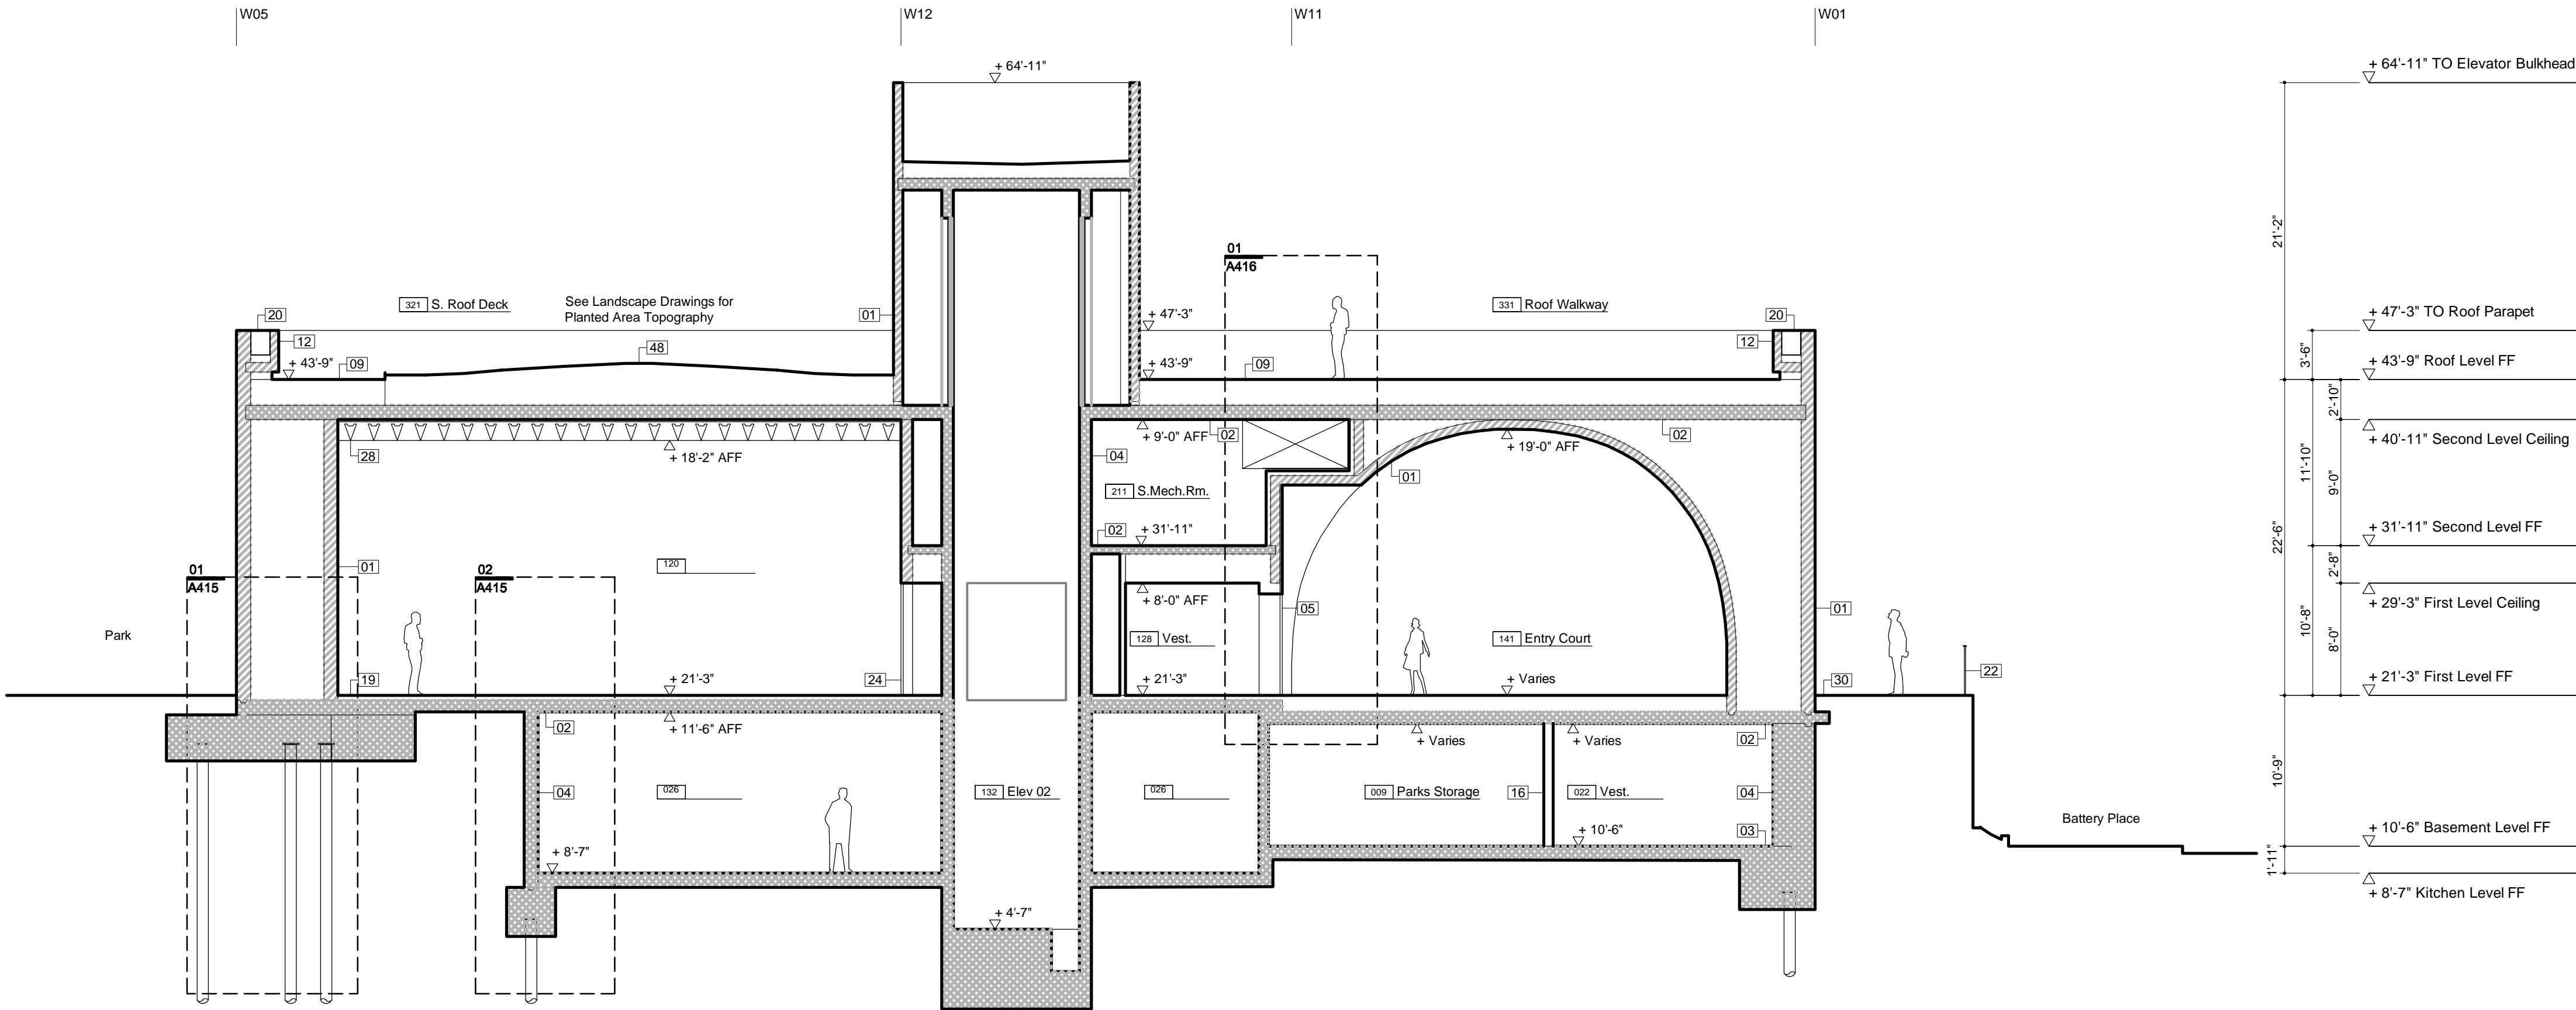 W05
W12
W11
W01
+ 64'-11"
+ 64'-11" TO Elevator Bulkhead
01
A416
21'-2"
321 S. Roof Deck
See Landscape Drawings for
Planted Area Topography
331 Roof Walkway
20
01
+ 47'-3"
20
+ 47'-3" TO Roof Parapet
12
48
12
3'-6"
+ 43'-9"
09
+ 43'-9"
09
+ 43'-9" Roof Level FF
2'-10"
28
+ 18'-2" AFF
+ 9'-0" AFF
02
04
+ 19'-0" AFF
02
+ 40'-11" Second Level Ceiling
01
11'-10"
9'-0"
211 S.Mech.Rm.
02
+ 31'-11"
+ 31'-11" Second Level FF
22'-6"
01
A415
02
A415
01
120
2'-8"
+ 8'-0" AFF
05
01
+ 29'-3" First Level Ceiling
Park
128 Vest.
141 Entry Court
10'-8"
8'-0"
19
+ 21'-3"
24
+ 21'-3"
+ Varies
30
22
+ 21'-3" First Level FF
02
+ 11'-6" AFF
+ Varies
+ Varies
02
10'-9"
04
026
132 Elev 02
026
009 Parks Storage
16
022 Vest.
04
Battery Place
+ 10'-6"
03
+ 10'-6" Basement Level FF
+ 8'-7"
1'-11"
+ 8'-7" Kitchen Level FF
+ 4'-7"